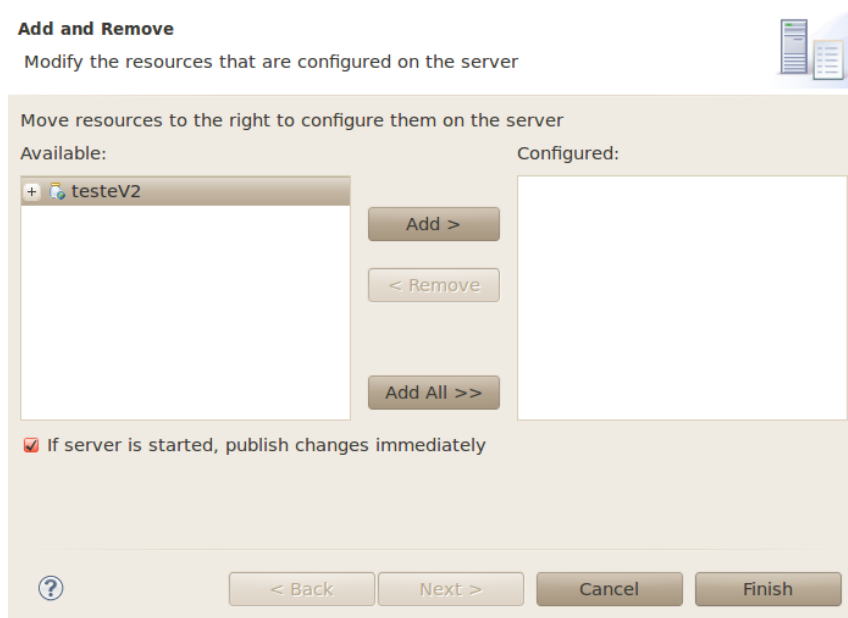 Add and Remove
Modify the resources that are configured on the server
Move resources to the right to configure them on the server
Available:
Configured:
testeV2
Add >
< Remove
Add All >>
If server is started, publish changes immediately
< Back
Next >
Cancel
Finish